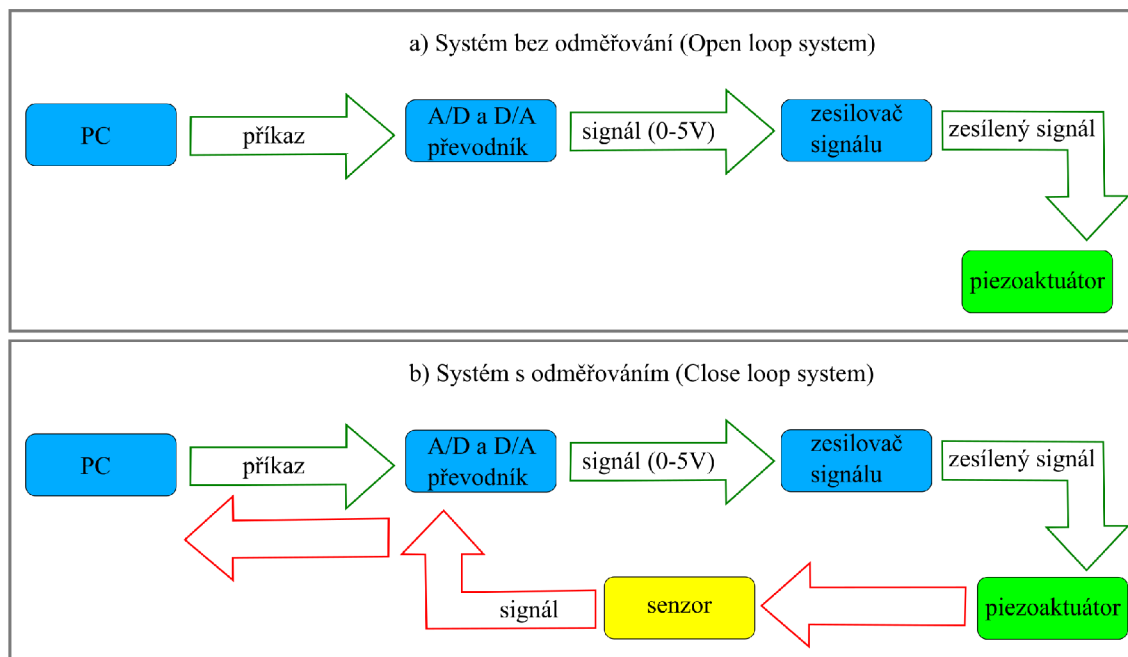 a) Systém bez odměřování (Open loop system)
PC
příkaz
A/D a D/A
převodník
signál (0-5V)
zesilovač
signálu
zesílený signál
piezoaktuátor
b) Systém s odměřováním (Close loop system)
PC
příkaz
A/D a D/A
převodník
signál (0-5V)
zesilovač
signálu
zesílený signál
signál
senzor
piezoaktuátor